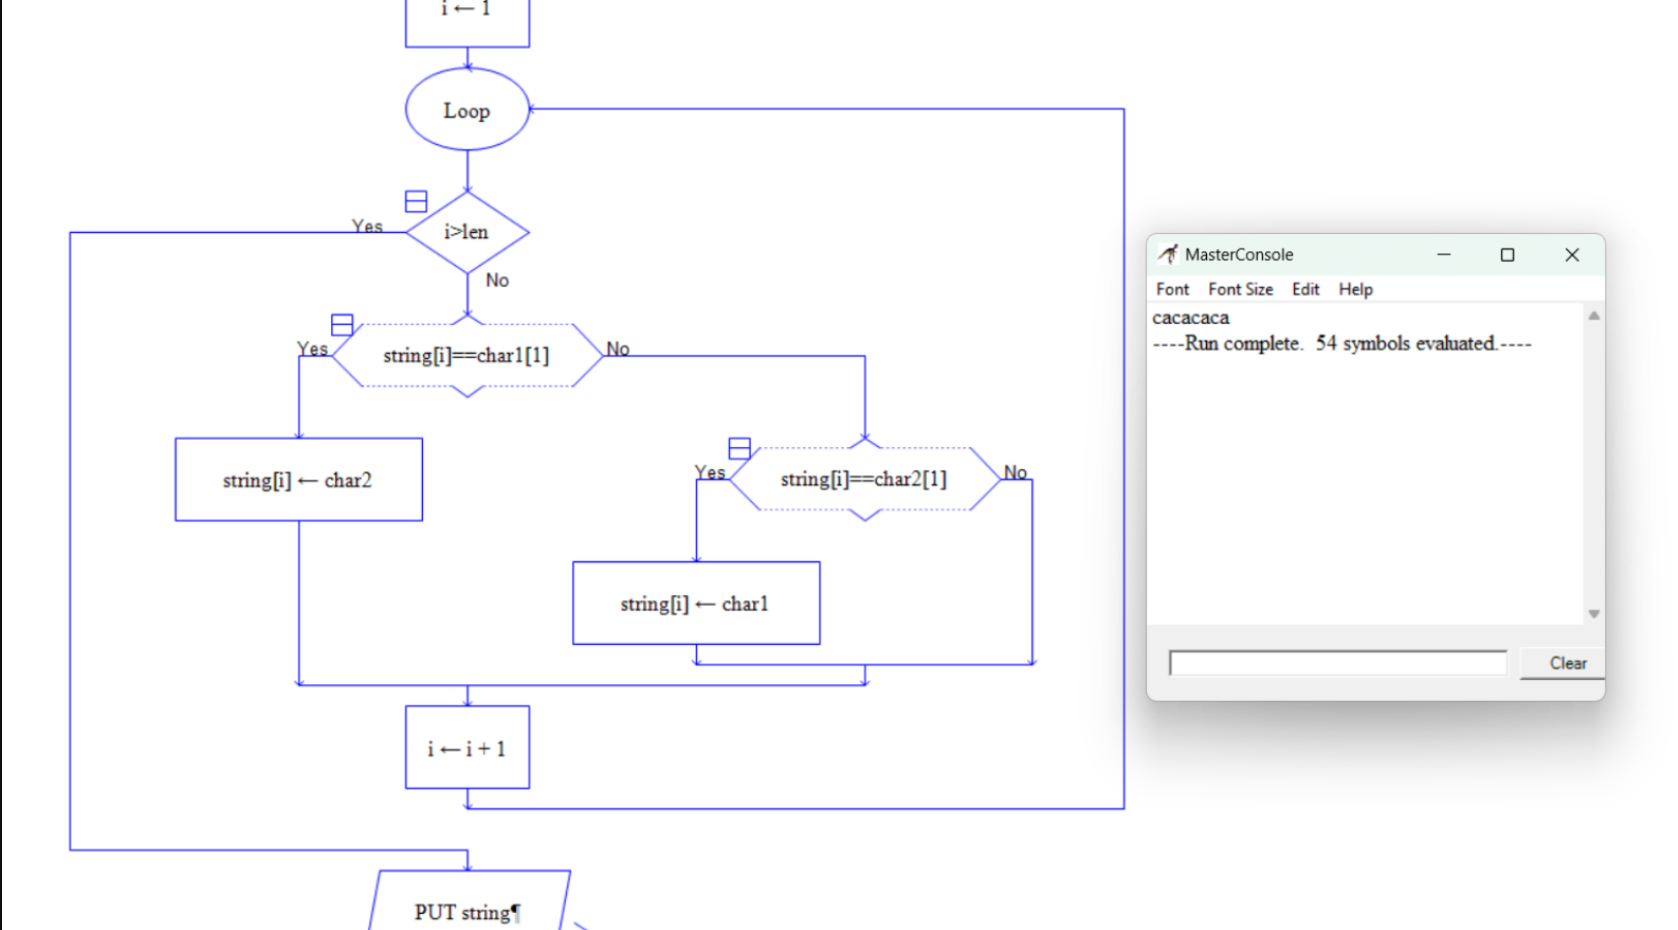 i ← 1
Loop
i>len
Yes
No
string[i]==char1[1]
Yes
No
string[i] ← char2
string[i]==char2[1]
Yes
No
string[i] ← char1
i ← i + 1
PUT string¶
MasterConsole
Font Font Size Edit Help
cacacaca
----Run complete. 54 symbols evaluated.----
Clear